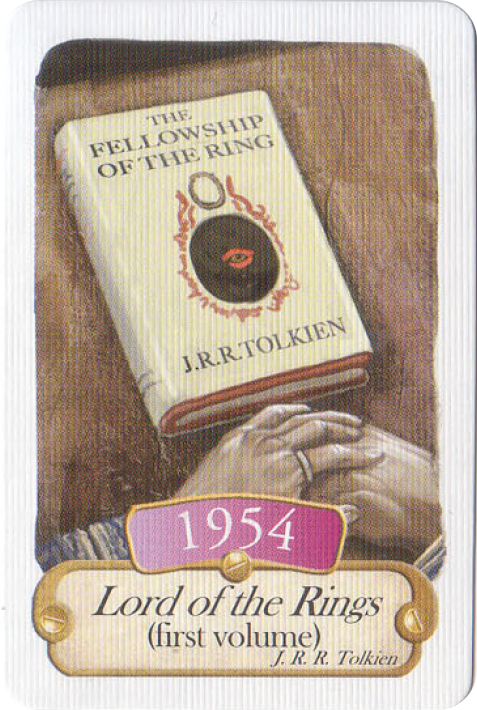 THE
FELLOWSHIP
OF THE RING
J.R.R.TOLKIEN
1954
Lord of the Rings
(first volume)
J. R. R. Tolkien